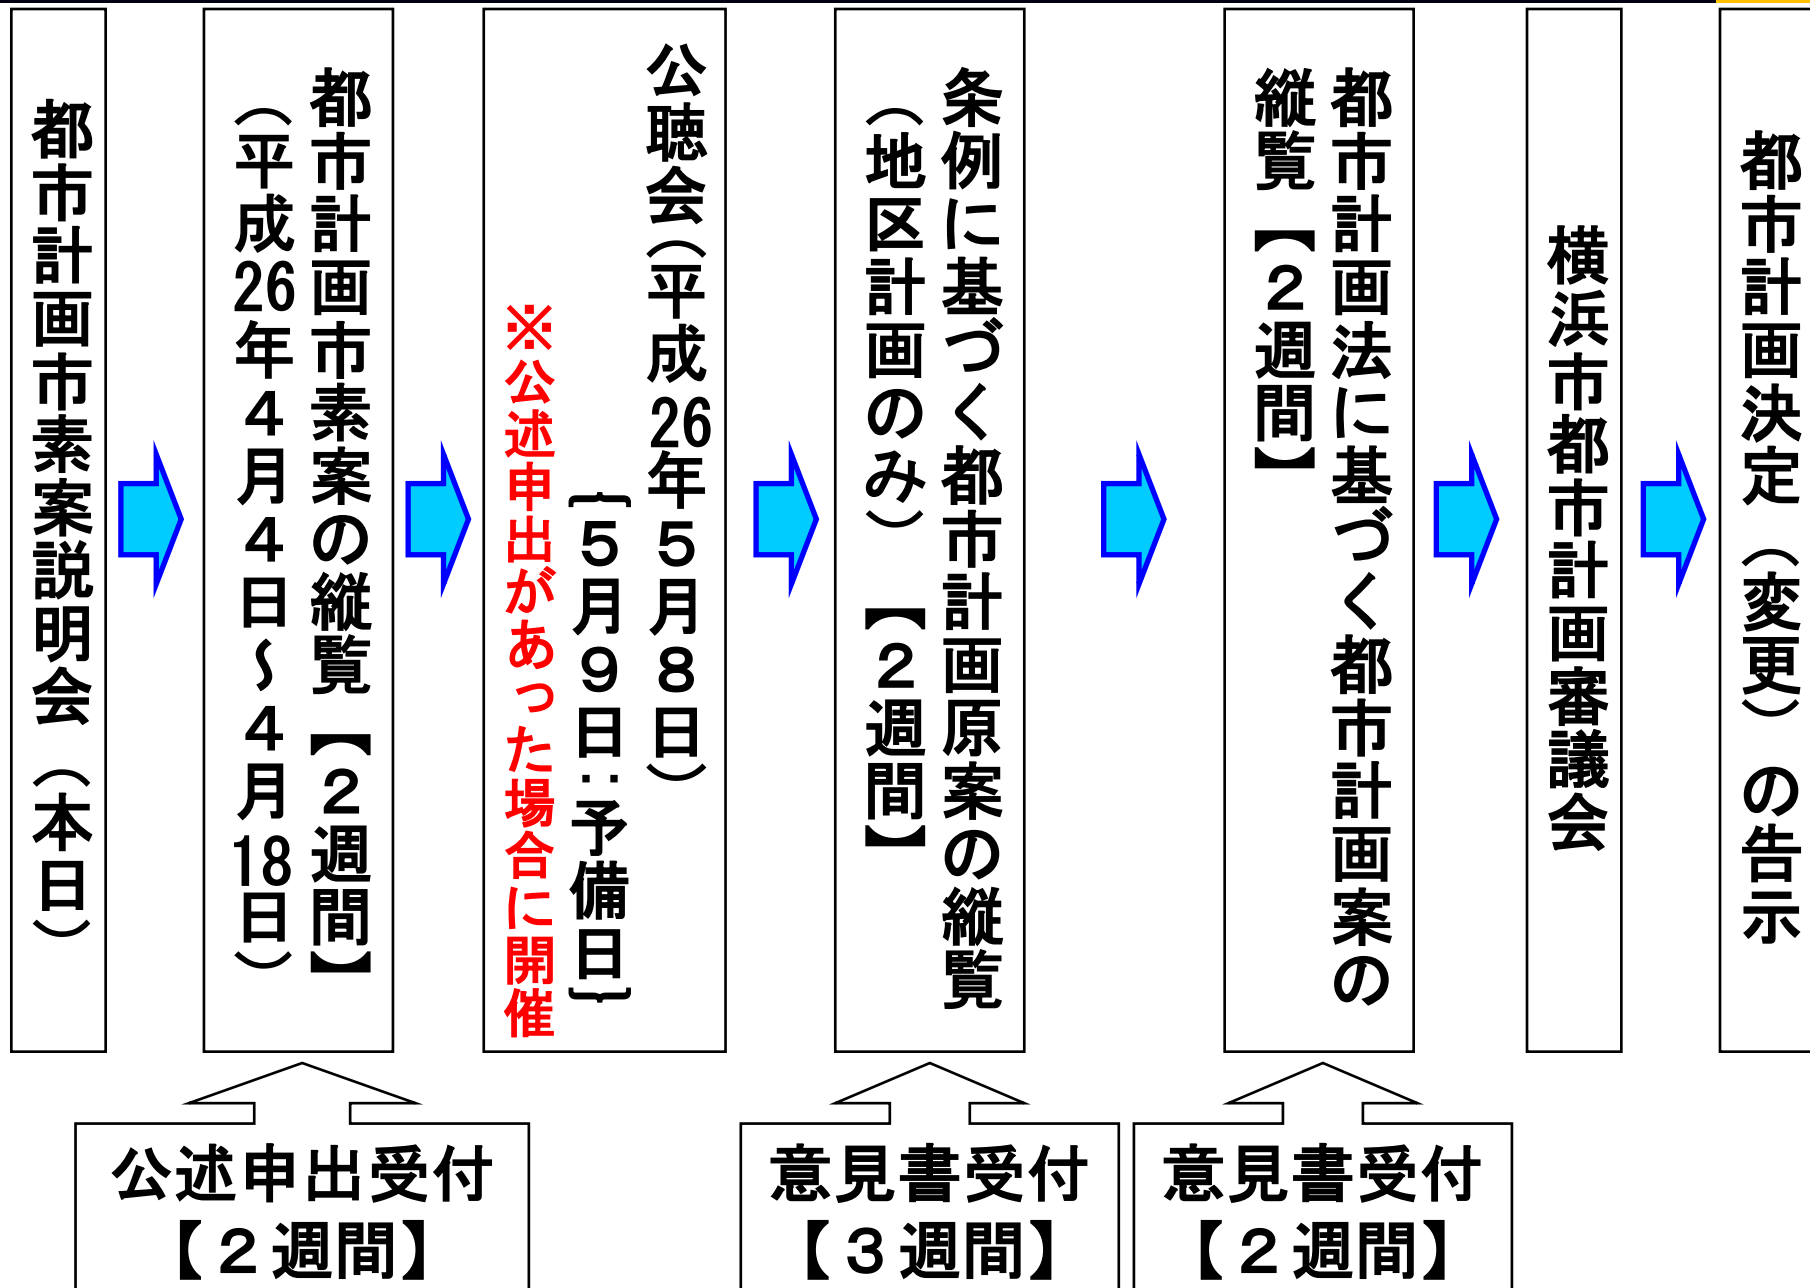 都市計画市素案説明会（本日）
都市計画市素案の縦覧【２週間】
（平成26年４月４日～４月18日）
公聴会（平成26年５月８日）
｛５月９日：予備日｝
※公述申出があった場合に開催
条例に基づく都市計画原案の縦覧
（地区計画のみ）【２週間】
都市計画法に基づく都市計画案の
縦覧【２週間】
横浜市都市計画審議会
都市計画決定（変更）の告示
公述申出受付
【２週間】
意見書受付
【３週間】
意見書受付
【２週間】